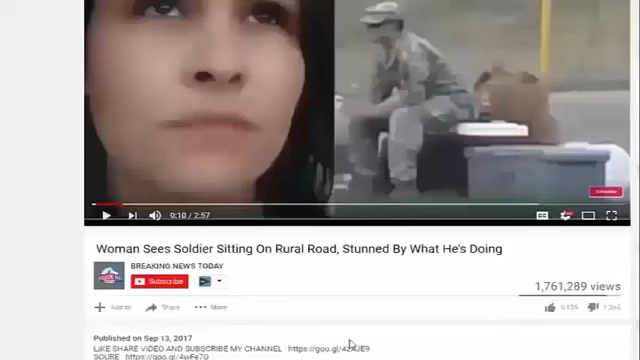 0:10 / 2:57
Woman Sees Soldier Sitting On Rural Road, Stunned By What He's Doing
BREAKING NEWS TODAY
Subscribe
1,761,289 views
Add to Share More
Published on Sep 13, 2017
LIKE SHARE VIDEO AND SUBSCRIBE MY CHANNEL
SOURE :